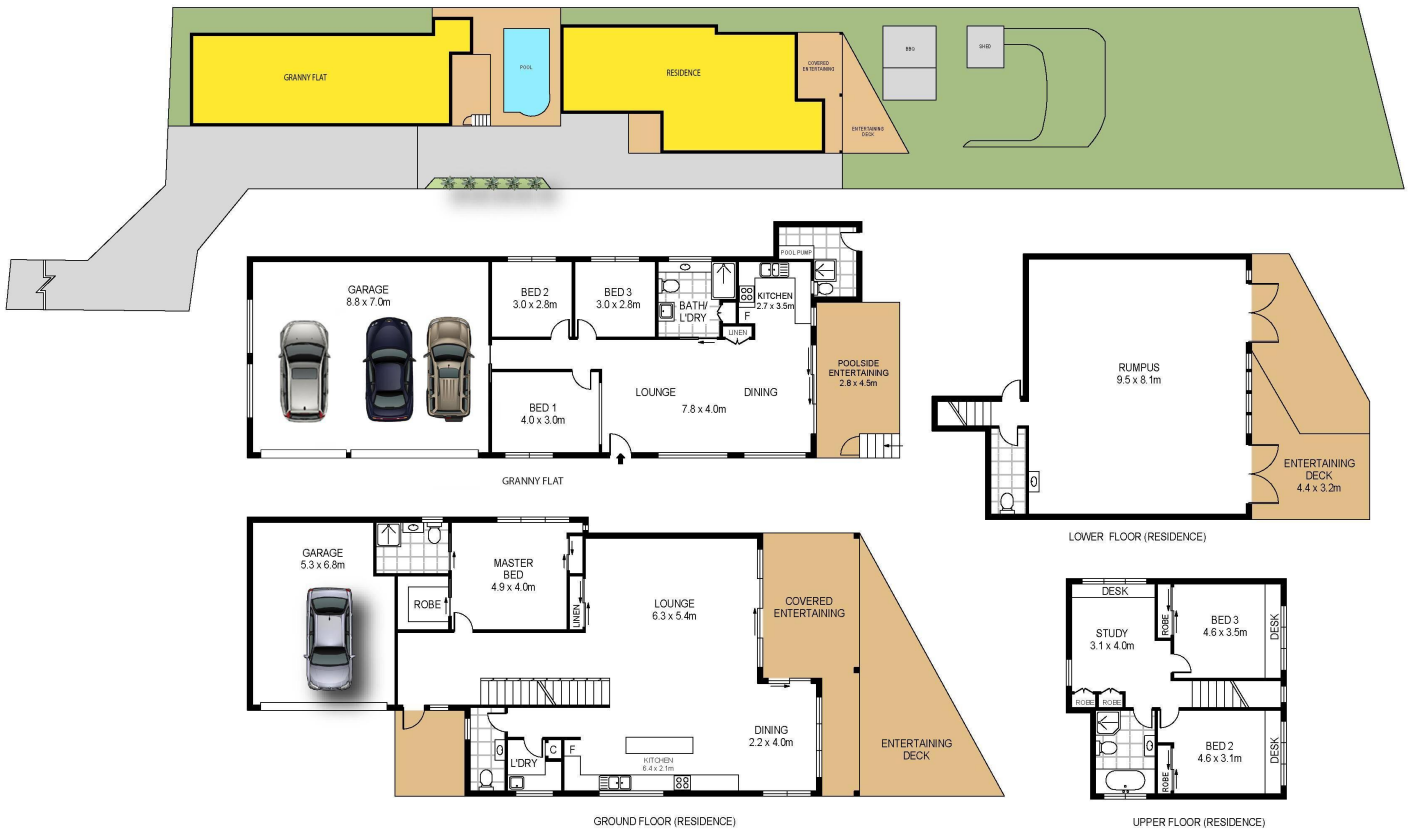 GRANNY FLAT
POOL
RESIDENCE
COVERED
ENTERTAINING
ENTERTAINING
DECK
BBQ
SHED
GARAGE
8.8 x 7.0m
BED 2
3.0 x 2.8m
BED 3
3.0 x 2.8m
BATH/
L'DRY
POOL PUMP
KITCHEN
2.7 x 3.5m
F
LINEN
BED 1
4.0 x 3.0m
LOUNGE
DINING
7.8 x 4.0m
POOLSIDE
ENTERTAINING
2.8 x 4.5m
GRANNY FLAT
RUMPUS
9.5 x 8.1m
ENTERTAINING
DECK
4.4 x 3.2m
LOWER FLOOR (RESIDENCE)
GARAGE
5.3 x 6.8m
ROBE
MASTER
BED
4.9 x 4.0m
LINEN
LOUNGE
6.3 x 5.4m
COVERED
ENTERTAINING
L'DRY
C
F
KITCHEN
6.4 x 2.1m
DINING
2.2 x 4.0m
ENTERTAINING
DECK
GROUND FLOOR (RESIDENCE)
DESK
STUDY
3.1 x 4.0m
ROBE
BED 3
4.6 x 3.5m
DESK
ROBE
ROBE
BED 2
4.6 x 3.1m
ROBE
DESK
UPPER FLOOR (RESIDENCE)